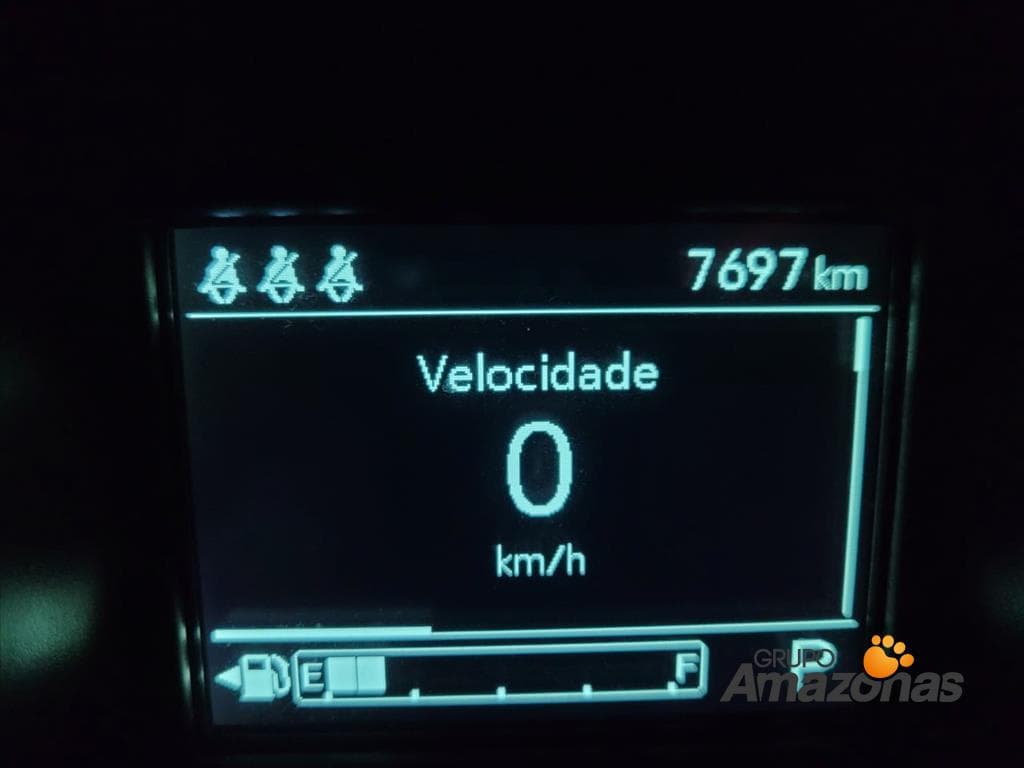 7697 km
Velocidade
0
km/h
E F P
GRUPO
Amazonas